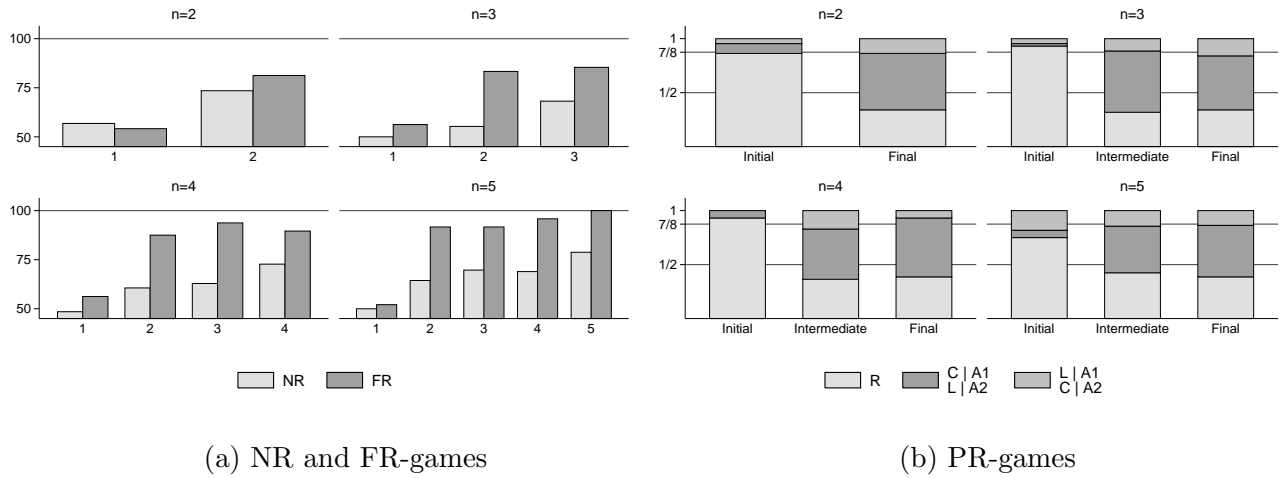 n=2
n=3
100
75
50
1 2
1 2 3
n=4
n=5
100
75
50
1 2 3 4
1 2 3 4 5
NR FR
(a) NR and FR-games
n=2
n=3
1
7/8
1/2
Initial Final
Initial Intermediate Final
n=4
n=5
1
7/8
1/2
Initial Intermediate Final
Initial Intermediate Final
R
C | A1
L | A2
L | A1
C | A2
(b) PR-games